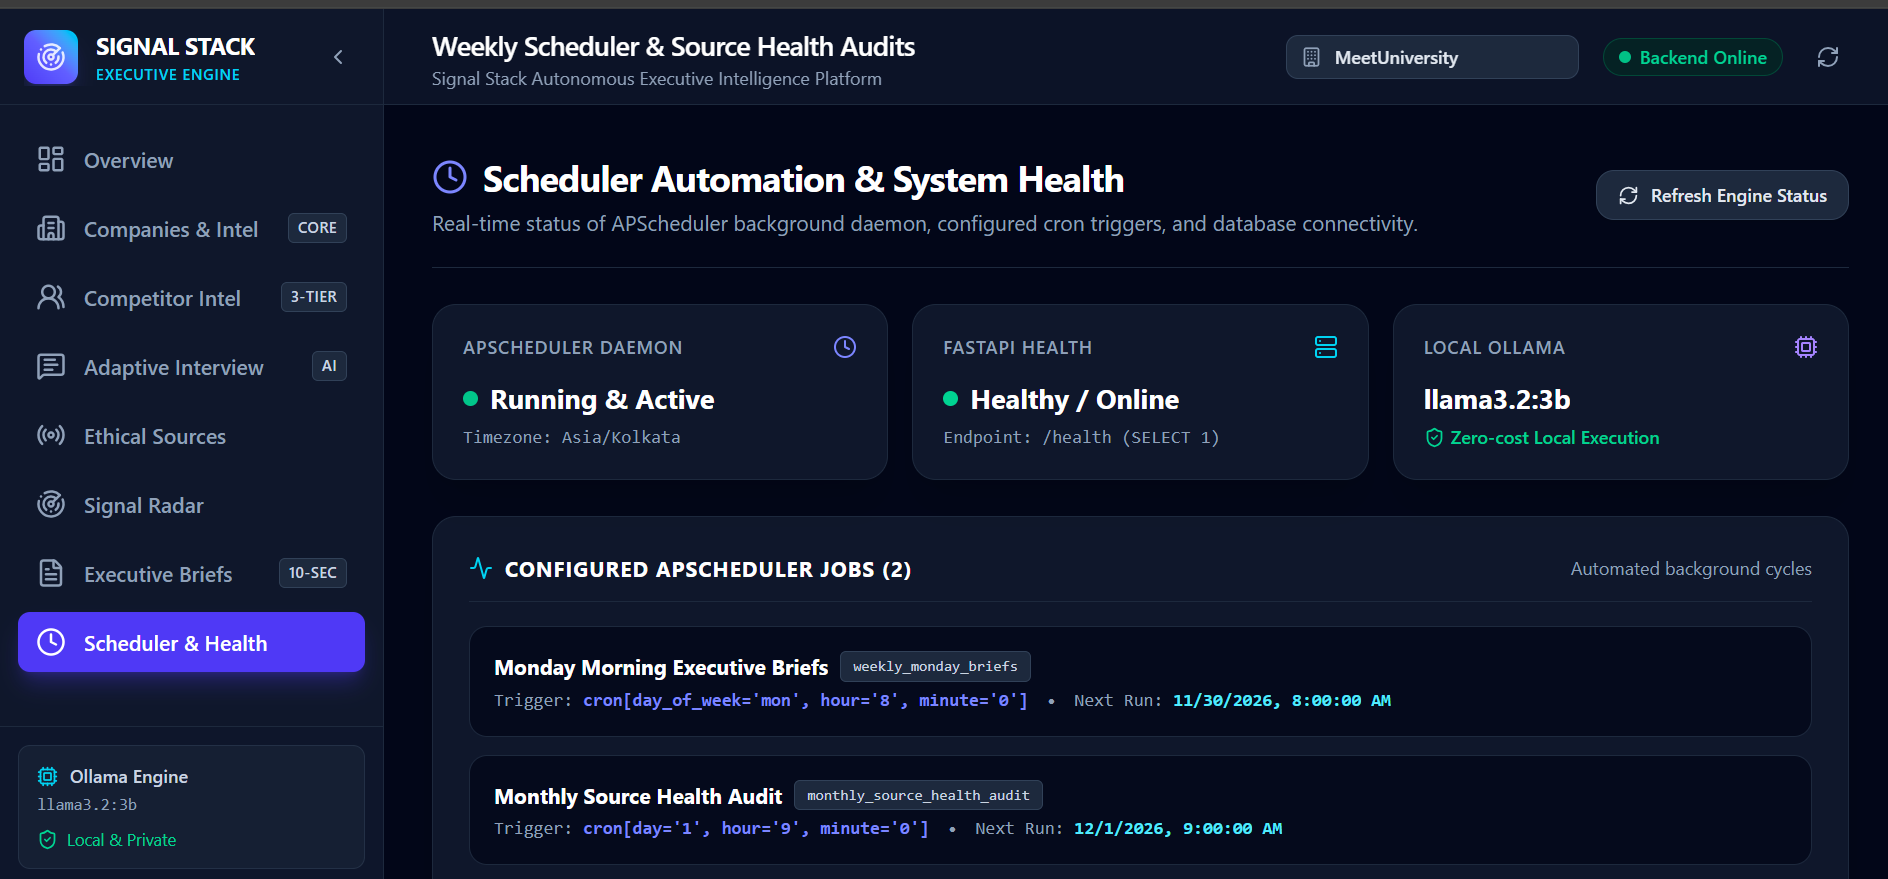 SIGNAL STACK
EXECUTIVE ENGINE
Overview
Companies & Intel CORE
Competitor Intel 3-TIER
Adaptive Interview AI
Ethical Sources
Signal Radar
Executive Briefs 10-SEC
Scheduler & Health
Ollama Engine
llama3.2:3b
Local & Private
Weekly Scheduler & Source Health Audits
Signal Stack Autonomous Executive Intelligence Platform
MeetUniversity
Backend Online
Scheduler Automation & System Health
Real-time status of APScheduler background daemon, configured cron triggers, and database connectivity.
Refresh Engine Status
APSCHEDULER DAEMON
Running & Active
Timezone: Asia/Kolkata
FASTAPI HEALTH
Healthy / Online
Endpoint: /health (SELECT 1)
LOCAL OLLAMA
llama3.2:3b
Zero-cost Local Execution
CONFIGURED APSCHEDULER JOBS (2)
Automated background cycles
Monday Morning Executive Briefs weekly_monday_briefs
Trigger: cron[day_of_week='mon', hour='8', minute='0'] • Next Run: 11/30/2026, 8:00:00 AM
Monthly Source Health Audit monthly_source_health_audit
Trigger: cron[day='1', hour='9', minute='0'] • Next Run: 12/1/2026, 9:00:00 AM